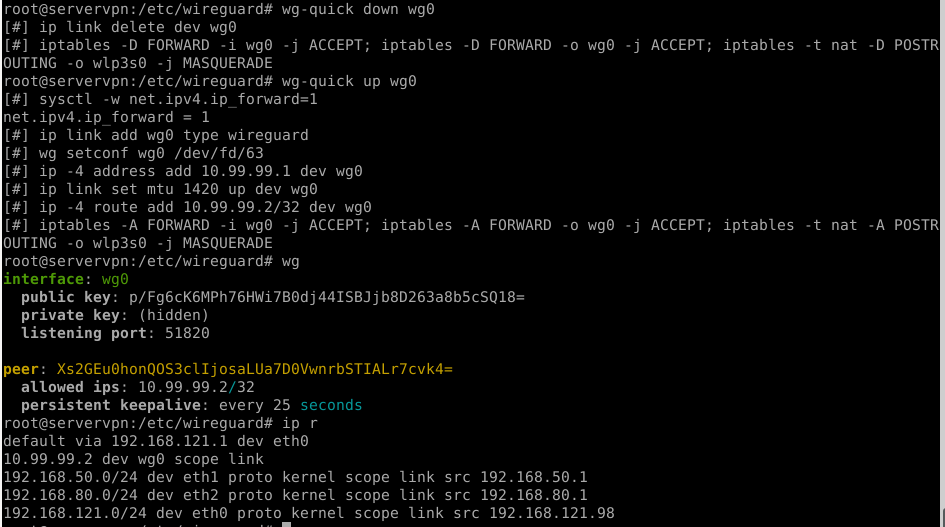 root@servervpn:/etc/wireguard# wg-quick down wg0
[#] ip link delete dev wg0
[#] iptables -D FORWARD -i wg0 -j ACCEPT; iptables -D FORWARD -o wg0 -j ACCEPT; iptables -t nat -D POSTR
OUTING -o wlp3s0 -j MASQUERADE
root@servervpn:/etc/wireguard# wg-quick up wg0
[#] sysctl -w net.ipv4.ip_forward=1
net.ipv4.ip_forward = 1
[#] ip link add wg0 type wireguard
[#] wg setconf wg0 /dev/fd/63
[#] ip -4 address add 10.99.99.1 dev wg0
[#] ip link set mtu 1420 up dev wg0
[#] ip -4 route add 10.99.99.2/32 dev wg0
[#] iptables -A FORWARD -i wg0 -j ACCEPT; iptables -A FORWARD -o wg0 -j ACCEPT; iptables -t nat -A POSTR
OUTING -o wlp3s0 -j MASQUERADE
root@servervpn:/etc/wireguard# wg
interface: wg0
  public key: p/Fg6cK6MPh76HWi7B0dj44ISBJjb8D263a8b5cSQ18=
  private key: (hidden)
  listening port: 51820

peer: Xs2GEu0honQOS3clIjosaLUa7D0VwnrbSTIALr7cvk4=
  allowed ips: 10.99.99.2/32
  persistent keepalive: every 25 seconds
root@servervpn:/etc/wireguard# ip r
default via 192.168.121.1 dev eth0
10.99.99.2 dev wg0 scope link
192.168.50.0/24 dev eth1 proto kernel scope link src 192.168.50.1
192.168.80.0/24 dev eth2 proto kernel scope link src 192.168.80.1
192.168.121.0/24 dev eth0 proto kernel scope link src 192.168.121.98
root@servervpn:/etc/wireguard#